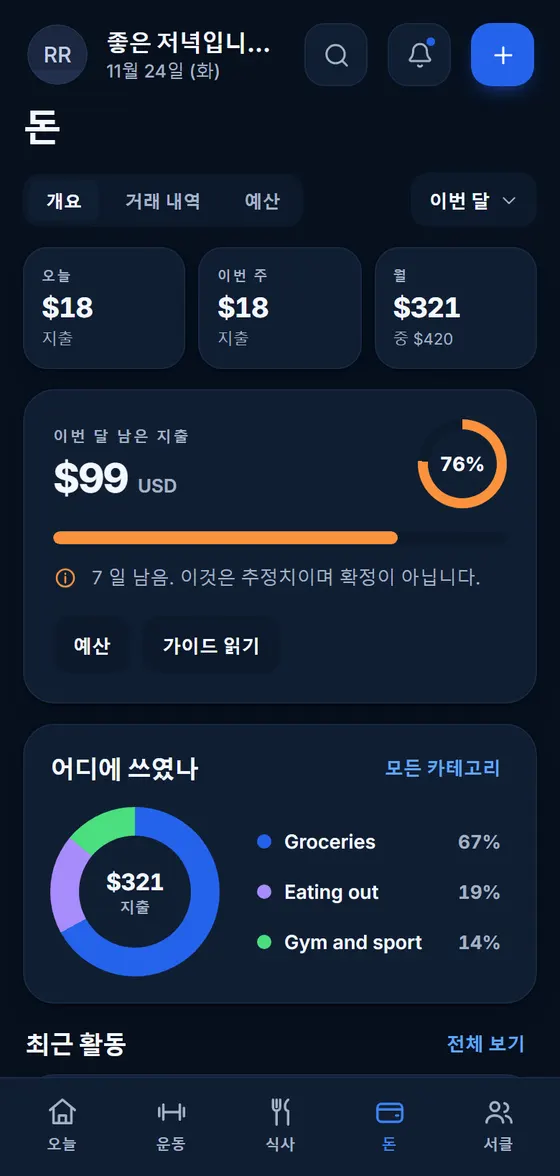 RR
좋은 저녁입니...
11월 24일 (화)
돈
개요
거래 내역
예산
이번 달
오늘
$18
지출
이번 주
$18
지출
월
$321
중 $420
이번 달 남은 지출
$99 USD
76%
7 일 남음. 이것은 추정치이며 확정이 아닙니다.
예산
가이드 읽기
어디에 쓰였나
모든 카테고리
$321
지출
Groceries 67%
Eating out 19%
Gym and sport 14%
최근 활동
전체 보기
오늘
운동
식사
돈
서클